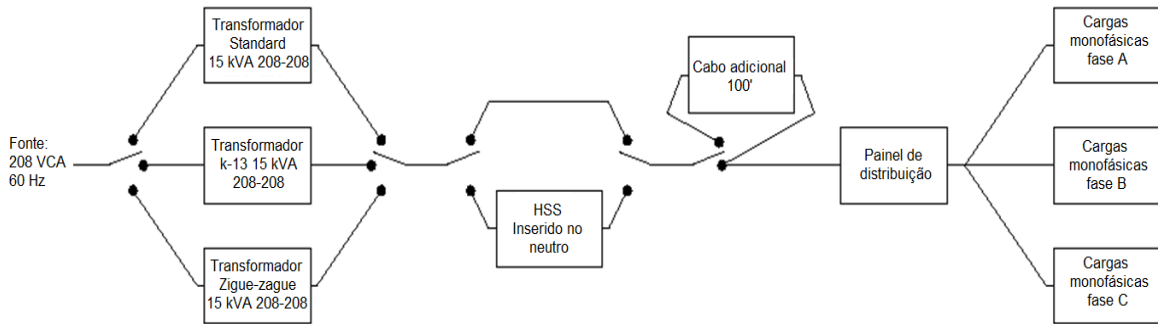 Fonte:
208 VCA
60 Hz
Transformador
Standard
15 kVA 208-208
Transformador
k-13 15 kVA
208-208
Transformador
Zigue-zague
15 kVA 208-208
HSS
Inserido no
neutro
Cabo adicional
100'
Painel de
distribuição
Cargas
monofásicas
fase A
Cargas
monofásicas
fase B
Cargas
monofásicas
fase C